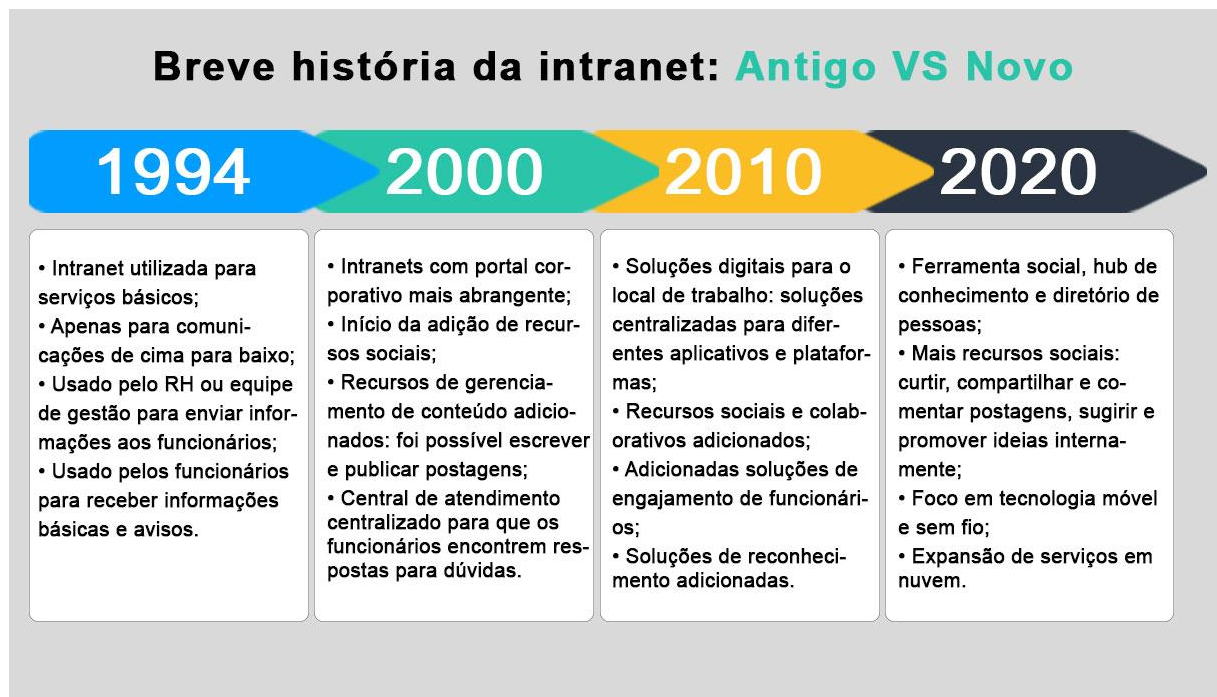 Breve história da intranet: Antigo VS Novo
1994
2000
2010
2020
• Intranet utilizada para
serviços básicos;
• Apenas para comuni-
cações de cima para baixo;
• Usado pelo RH ou equipe
de gestão para enviar infor-
mações aos funcionários;
• Usado pelos funcionários
para receber informações
básicas e avisos.
• Intranets com portal cor-
porativo mais abrangente;
• Início da adição de recur-
sos sociais;
• Recursos de gerencia-
mento de conteúdo adicio-
nados: foi possível escrever
e publicar postagens;
• Central de atendimento
centralizado para que os
funcionários encontrem res-
postas para dúvidas.
• Soluções digitais para o
local de trabalho: soluções
centralizadas para difer-
entes aplicativos e platafor-
mas;
• Recursos sociais e colab-
orativos adicionados;
• Adicionadas soluções de
engajamento de funcionári-
os;
• Soluções de reconheci-
mento adicionadas.
• Ferramenta social, hub de
conhecimento e diretório de
pessoas;
• Mais recursos sociais:
curtir, compartilhar e co-
mentar postagens, sugirir e
promover ideias interna-
mente;
• Foco em tecnologia móvel
e sem fio;
• Expansão de serviços em
nuvem.